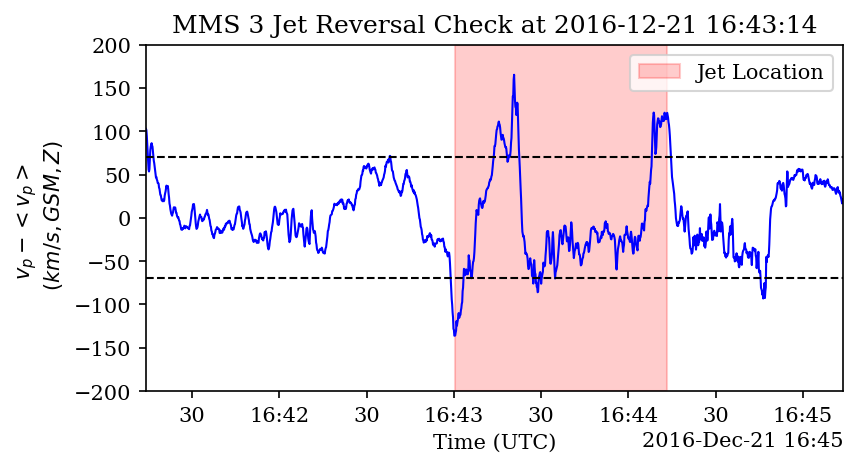 MMS 3 Jet Reversal Check at 2016-12-21 16:43:14
Jet Location
200
150
100
50
0
−50
−100
−150
−200
v_p − < v_p >
(km/s, GSM, Z)
30
16:42
30
16:43
30
16:44
30
16:45
Time (UTC)
2016-Dec-21 16:45